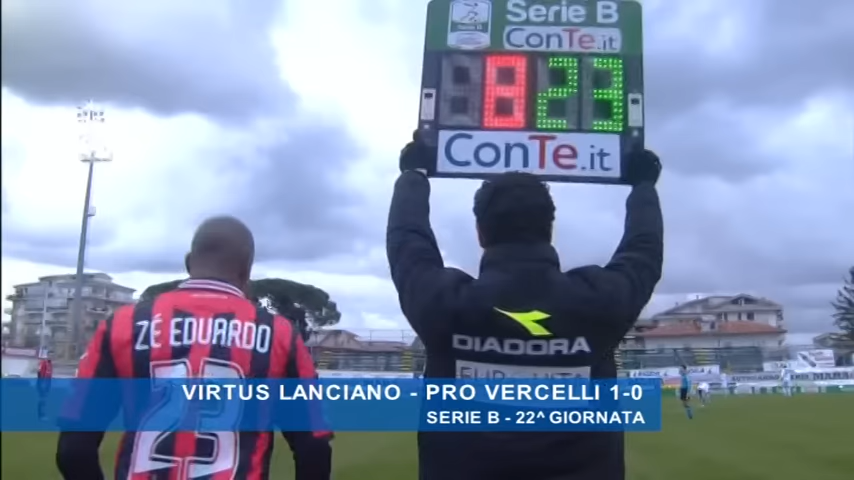 Serie B
Serie B
ConTe.it
8 23
ConTe.it
ZÉ EDUARDO
23
DIADORA
VIRTUS LANCIANO - PRO VERCELLI 1-0
SERIE B - 22^ GIORNATA